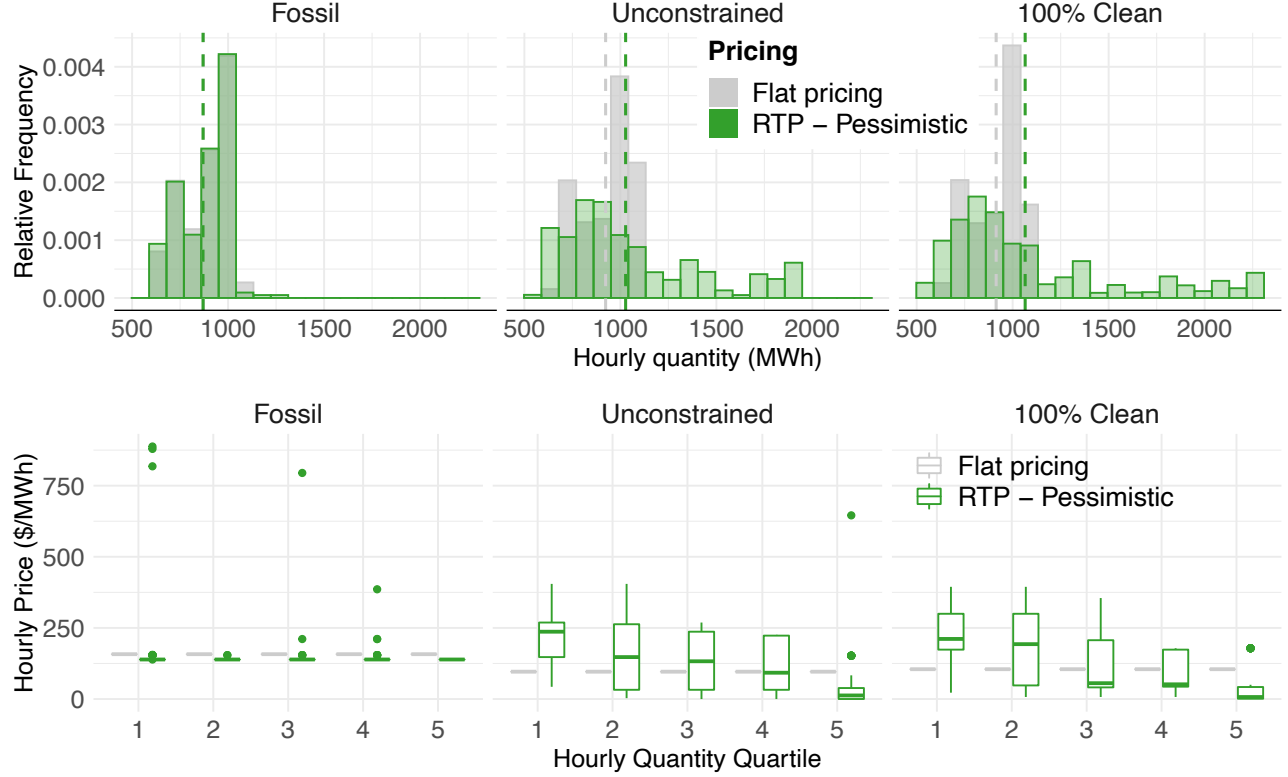 Fossil Unconstrained 100% Clean
Pricing
Flat pricing
RTP − Pessimistic
Relative Frequency
0.004
0.003
0.002
0.001
0.000
500 1000 1500 2000 500 1000 1500 2000 500 1000 1500 2000
Hourly quantity (MWh)
Fossil Unconstrained 100% Clean
Flat pricing
RTP − Pessimistic
Hourly Price ($/MWh)
750
500
250
0
1 2 3 4 5 1 2 3 4 5 1 2 3 4 5
Hourly Quantity Quartile